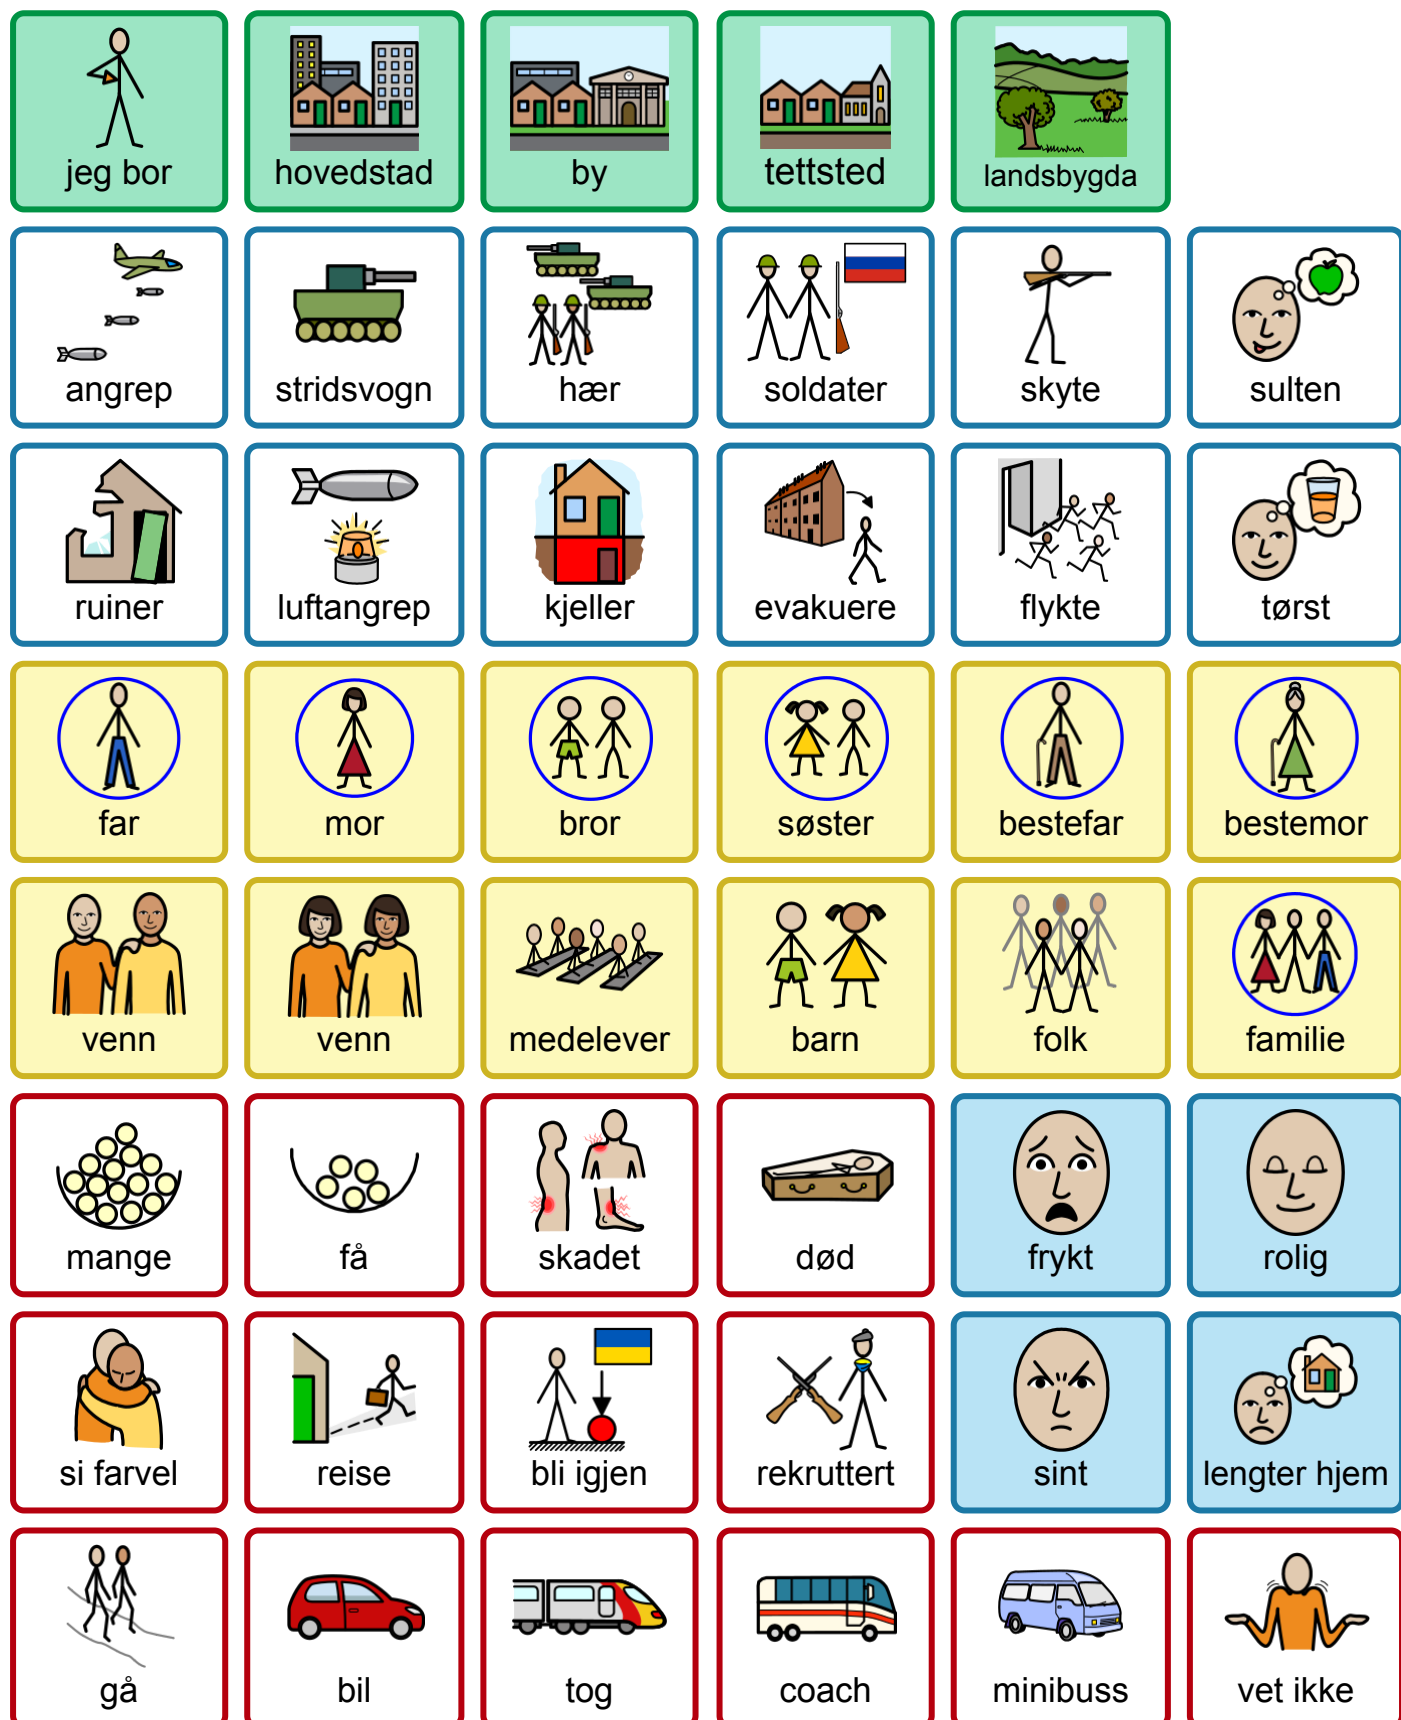 jeg bor
hovedstad
by
tettsted
landsbygda
angrep
stridsvogn
hær
soldater
skyte
sulten
ruiner
luftangrep
kjeller
evakuere
flykte
tørst
far
mor
bror
søster
bestefar
bestemor
venn
venn
medelever
barn
folk
familie
mange
få
skadet
død
frykt
rolig
si farvel
reise
bli igjen
rekruttert
sint
lengter hjem
gå
bil
tog
coach
minibuss
vet ikke